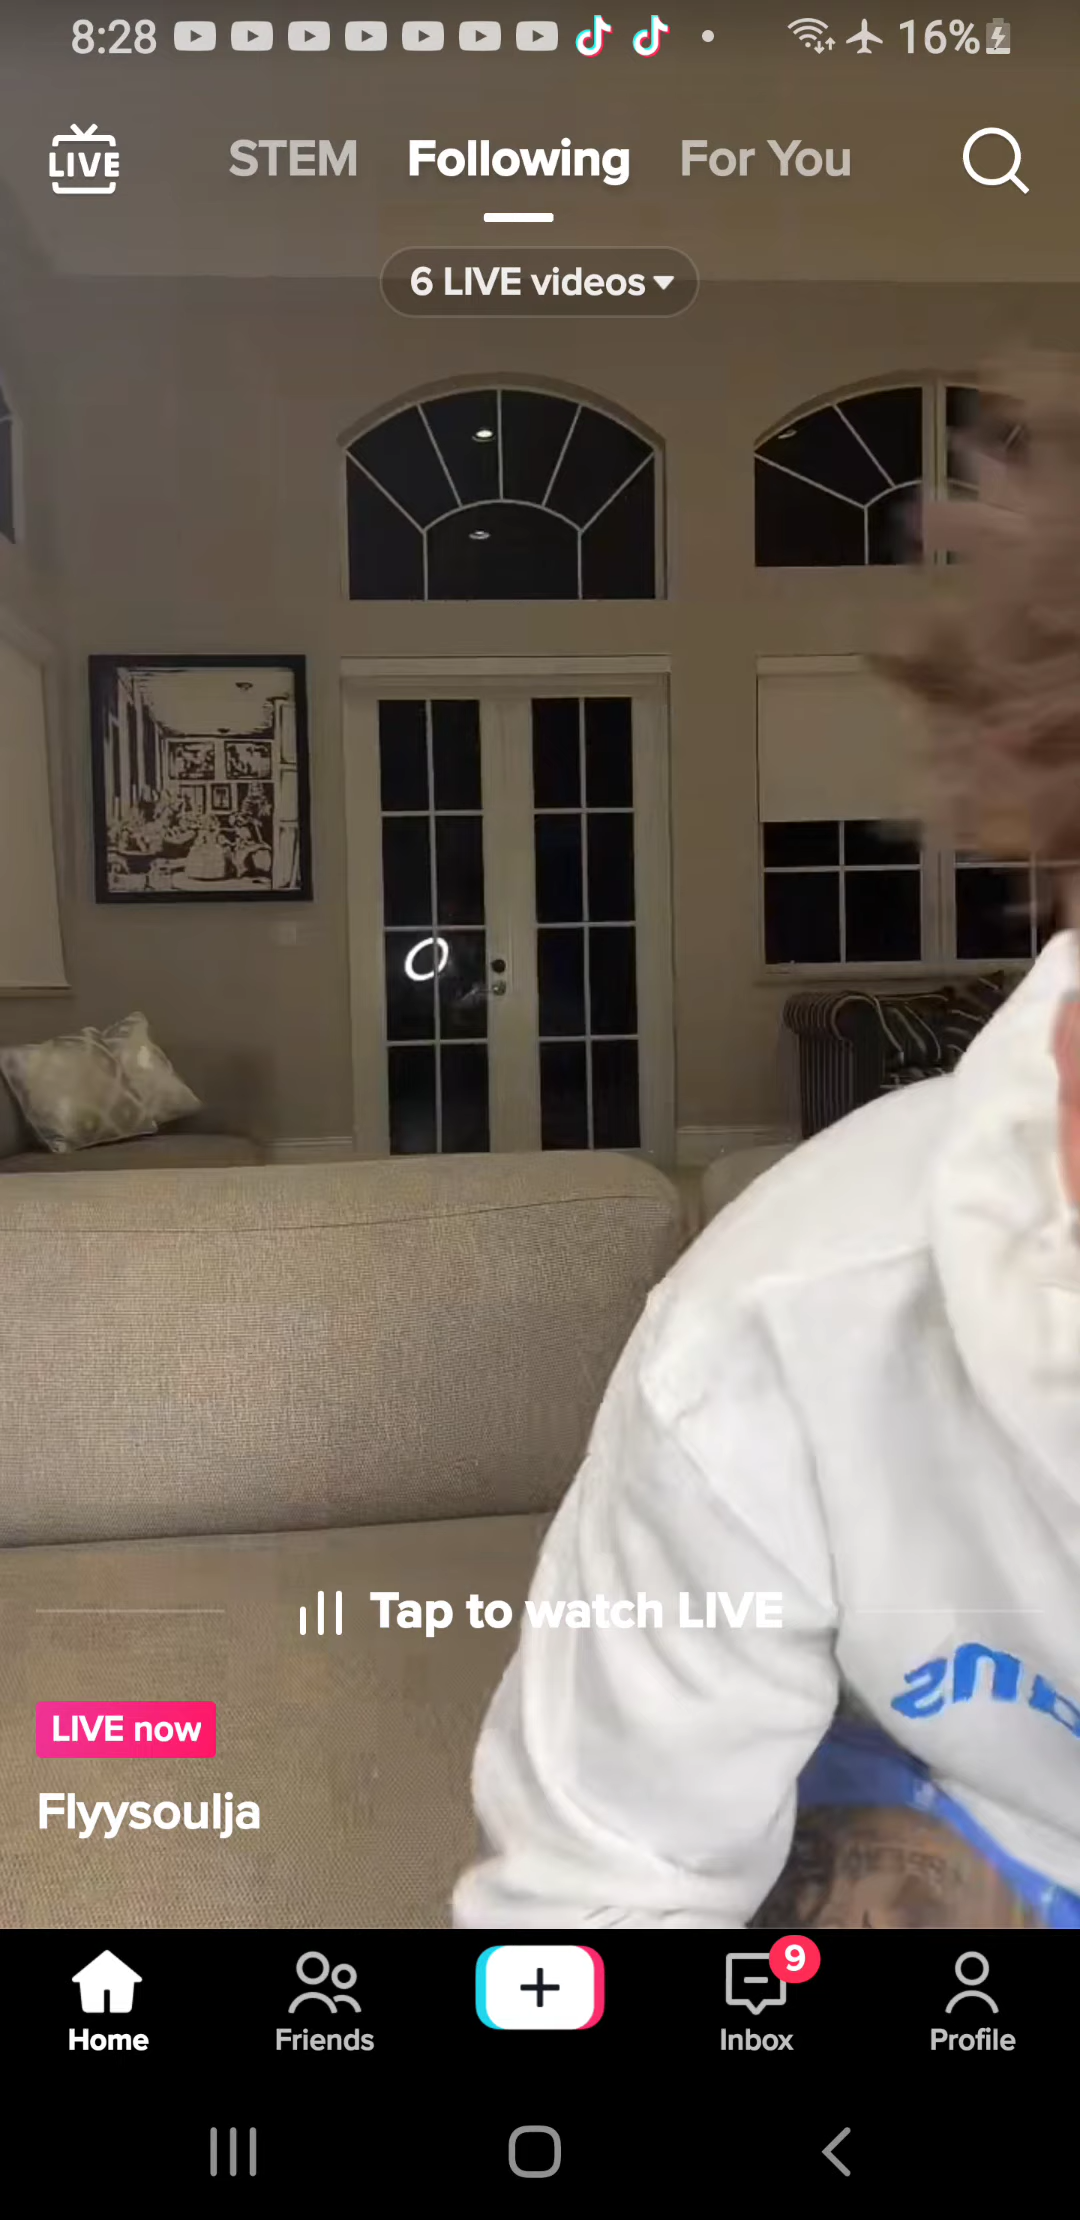 8:28
16%
LIVE
STEM
Following
For You
6 LIVE videos
Tap to watch LIVE
LIVE now
Flyysoulja
9
Home
Friends
Inbox
Profile